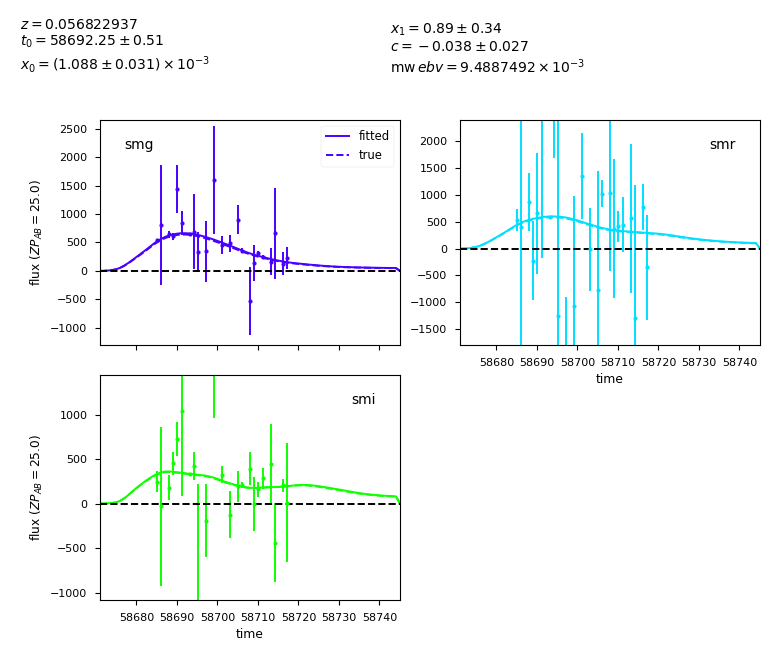 z = 0.056822937
t₀ = 58692.25 ± 0.51
x₀ = (1.088 ± 0.031) × 10⁻³
x₁ = 0.89 ± 0.34
c = −0.038 ± 0.027
mw ebv = 9.4887492 × 10⁻³
smg
fitted
true
2500
2000
1500
1000
500
0
−500
−1000
flux (ZP_AB = 25.0)
smr
2000
1500
1000
500
0
−500
−1000
−1500
58680 58690 58700 58710 58720 58730 58740
time
smi
1000
500
0
−500
−1000
flux (ZP_AB = 25.0)
58680 58690 58700 58710 58720 58730 58740
time